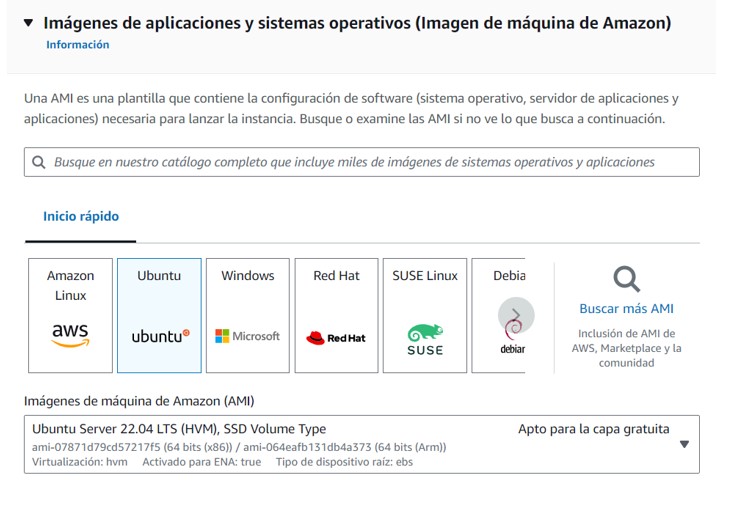 Imágenes de aplicaciones y sistemas operativos (Imagen de máquina de Amazon)
Información
Una AMI es una plantilla que contiene la configuración de software (sistema operativo, servidor de aplicaciones y
aplicaciones) necesaria para lanzar la instancia. Busque o examine las AMI si no ve lo que busca a continuación.
Busque en nuestro catálogo completo que incluye miles de imágenes de sistemas operativos y aplicaciones
Inicio rápido
Amazon
Linux
aws
Ubuntu
ubuntu
Windows
Microsoft
Red Hat
Red Hat
SUSE Linux
SUSE
Debia
debiar
Buscar más AMI
Inclusión de AMI de
AWS, Marketplace y la
comunidad
Imágenes de máquina de Amazon (AMI)
Ubuntu Server 22.04 LTS (HVM), SSD Volume Type
Apto para la capa gratuita
ami-07871d79cd57217f5 (64 bits (x86)) / ami-064eafb131db4a373 (64 bits (Arm))
Virtualización: hvm Activado para ENA: true Tipo de dispositivo raíz: ebs